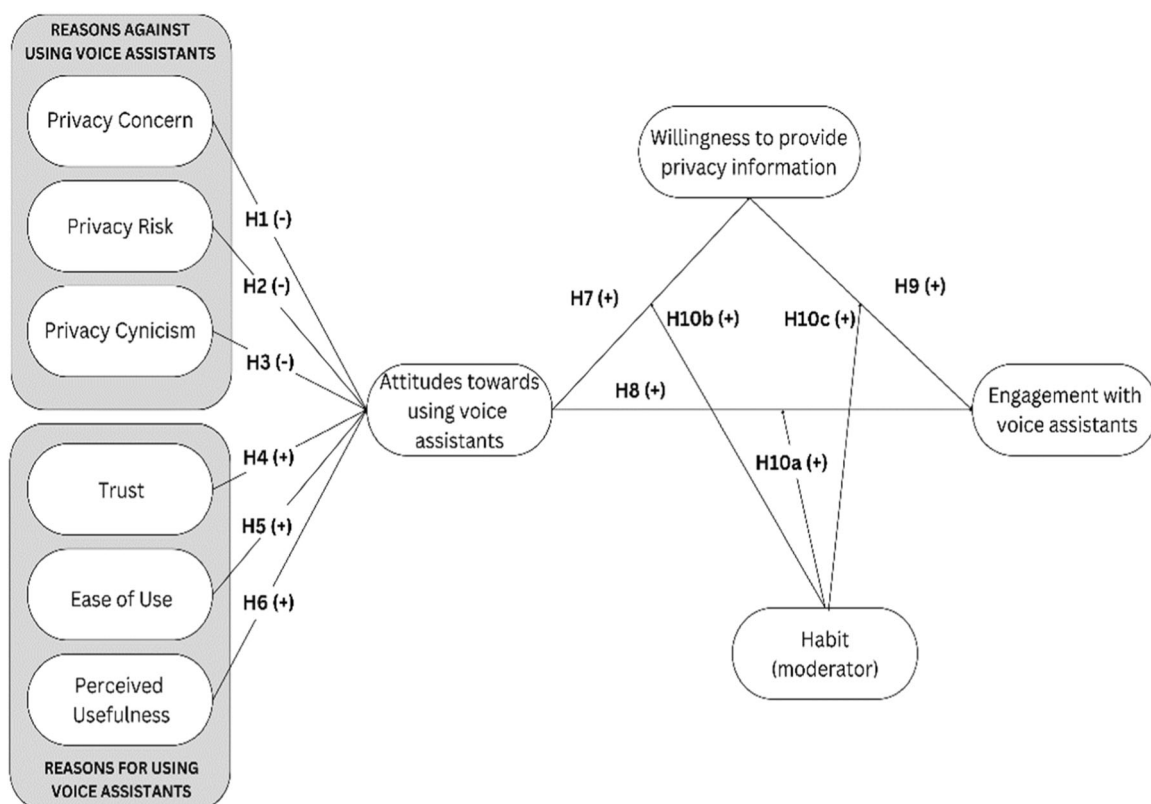 REASONS AGAINST
USING VOICE ASSISTANTS
Privacy Concern
Privacy Risk
Privacy Cynicism
H1 (-)
H2 (-)
H3 (-)
H4 (+)
H5 (+)
H6 (+)
Trust
Ease of Use
Perceived
Usefulness
REASONS FOR USING
VOICE ASSISTANTS
Attitudes towards
using voice
assistants
Willingness to provide
privacy information
H7 (+)
H10b (+)
H10c (+)
H9 (+)
H8 (+)
H10a (+)
Engagement with
voice assistants
Habit
(moderator)